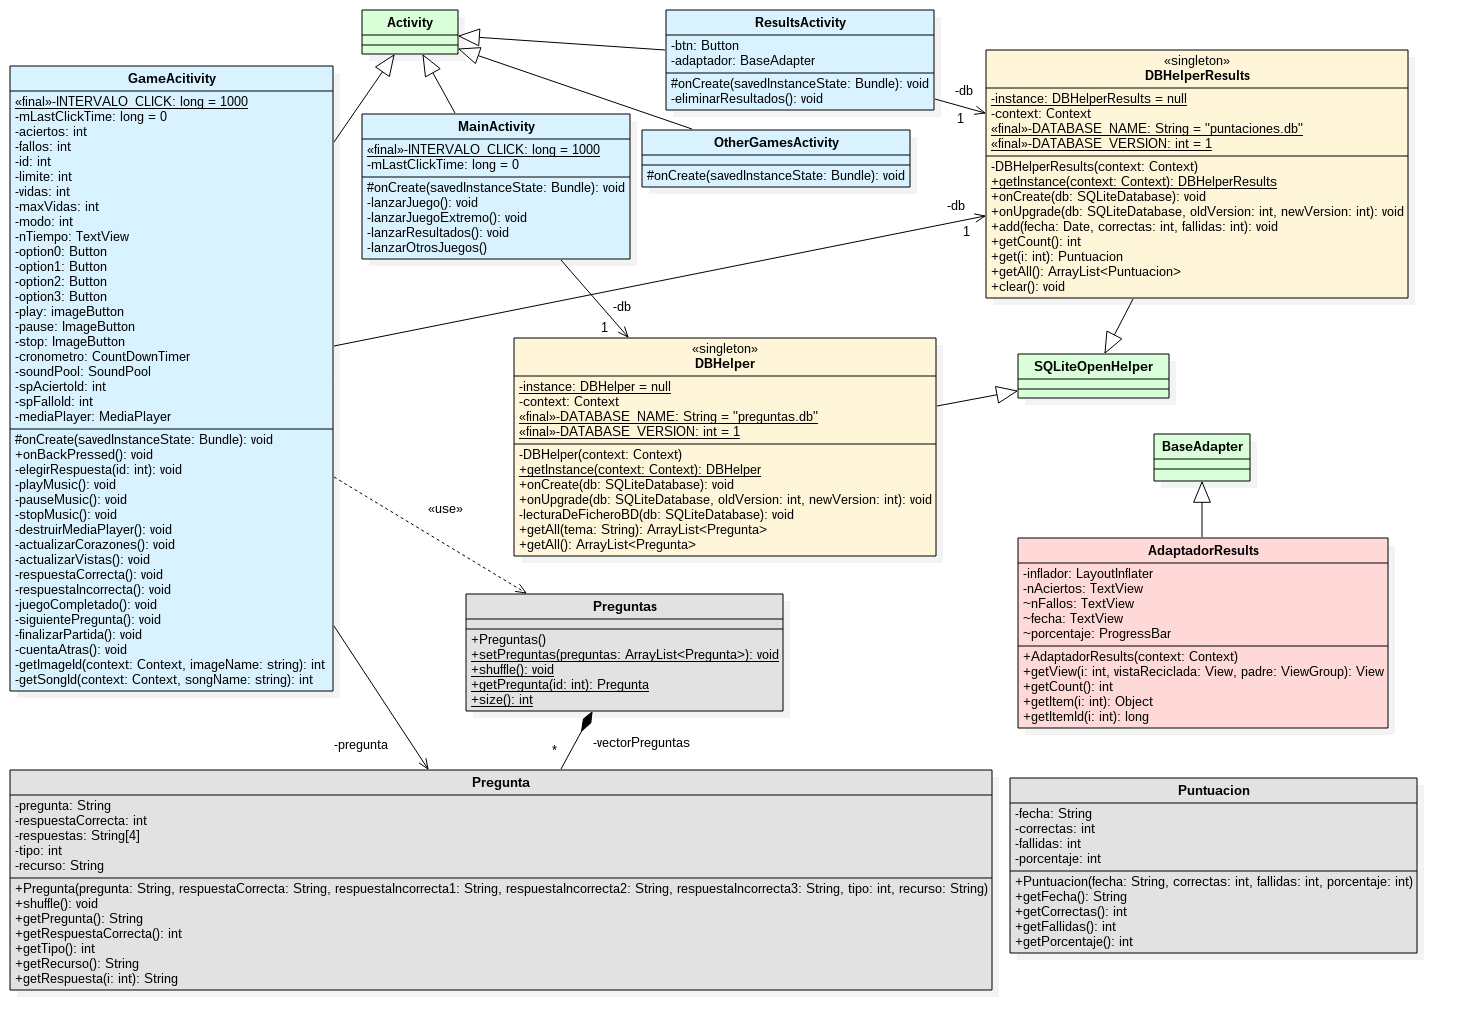 Activity
ResultsActivity
-btn: Button
-adaptador: BaseAdapter
#onCreate(savedInstanceState: Bundle): void
-eliminarResultados(): void
GameAcitivity
«final»-INTERVALO_CLICK: long = 1000
-mLastClickTime: long = 0
-aciertos: int
-fallos: int
-id: int
-limite: int
-vidas: int
-maxVidas: int
-modo: int
-nTiempo: TextView
-option0: Button
-option1: Button
-option2: Button
-option3: Button
-play: imageButton
-pause: ImageButton
-stop: ImageButton
-cronometro: CountDownTimer
-soundPool: SoundPool
-spAciertoId: int
-spFalloId: int
-mediaPlayer: MediaPlayer
#onCreate(savedInstanceState: Bundle): void
+onBackPressed(): void
-elegirRespuesta(id: int): void
-playMusic(): void
-pauseMusic(): void
-stopMusic(): void
-destruirMediaPlayer(): void
-actualizarCorazones(): void
-actualizarVistas(): void
-respuestaCorrecta(): void
-respuestaIncorrecta(): void
-juegoCompletado(): void
-siguientePregunta(): void
-finalizarPartida(): void
-cuentaAtras(): void
-getImageId(context: Context, imageName: string): int
-getSongId(context: Context, songName: string): int
MainActivity
«final»-INTERVALO_CLICK: long = 1000
-mLastClickTime: long = 0
#onCreate(savedInstanceState: Bundle): void
-lanzarJuego(): void
-lanzarJuegoExtremo(): void
-lanzarResultados(): void
-lanzarOtrosJuegos()
OtherGamesActivity
#onCreate(savedInstanceState: Bundle): void
-db
1
-db
1
«singleton»
DBHelperResults
-instance: DBHelperResults = null
-context: Context
«final»-DATABASE_NAME: String = "puntaciones.db"
«final»-DATABASE_VERSION: int = 1
-DBHelperResults(context: Context)
+getInstance(context: Context): DBHelperResults
+onCreate(db: SQLiteDatabase): void
+onUpgrade(db: SQLiteDatabase, oldVersion: int, newVersion: int): void
+add(fecha: Date, correctas: int, fallidas: int): void
+getCount(): int
+get(i: int): Puntuacion
+getAll(): ArrayList<Puntuacion>
+clear(): void
-db
1
«singleton»
DBHelper
-instance: DBHelper = null
-context: Context
«final»-DATABASE_NAME: String = "preguntas.db"
«final»-DATABASE_VERSION: int = 1
-DBHelper(context: Context)
+getInstance(context: Context): DBHelper
+onCreate(db: SQLiteDatabase): void
+onUpgrade(db: SQLiteDatabase, oldVersion: int, newVersion: int): void
-lecturaDeFicheroBD(db: SQLiteDatabase): void
+getAll(tema: String): ArrayList<Pregunta>
+getAll(): ArrayList<Pregunta>
SQLiteOpenHelper
BaseAdapter
AdaptadorResults
-inflador: LayoutInflater
-nAciertos: TextView
~nFallos: TextView
~fecha: TextView
~porcentaje: ProgressBar
+AdaptadorResults(context: Context)
+getView(i: int, vistaReciclada: View, padre: ViewGroup): View
+getCount(): int
+getItem(i: int): Object
+getItemId(i: int): long
«use»
Preguntas
+Preguntas()
+setPreguntas(preguntas: ArrayList<Pregunta>): void
+shuffle(): void
+getPregunta(id: int): Pregunta
+size(): int
-pregunta
*
-vectorPreguntas
Pregunta
-pregunta: String
-respuestaCorrecta: int
-respuestas: String[4]
-tipo: int
-recurso: String
+Pregunta(pregunta: String, respuestaCorrecta: String, respuestaIncorrecta1: String, respuestaIncorrecta2: String, respuestaIncorrecta3: String, tipo: int, recurso: String)
+shuffle(): void
+getPregunta(): String
+getRespuestaCorrecta(): int
+getTipo(): int
+getRecurso(): String
+getRespuesta(i: int): String
Puntuacion
-fecha: String
-correctas: int
-fallidas: int
-porcentaje: int
+Puntuacion(fecha: String, correctas: int, fallidas: int, porcentaje: int)
+getFecha(): String
+getCorrectas(): int
+getFallidas(): int
+getPorcentaje(): int